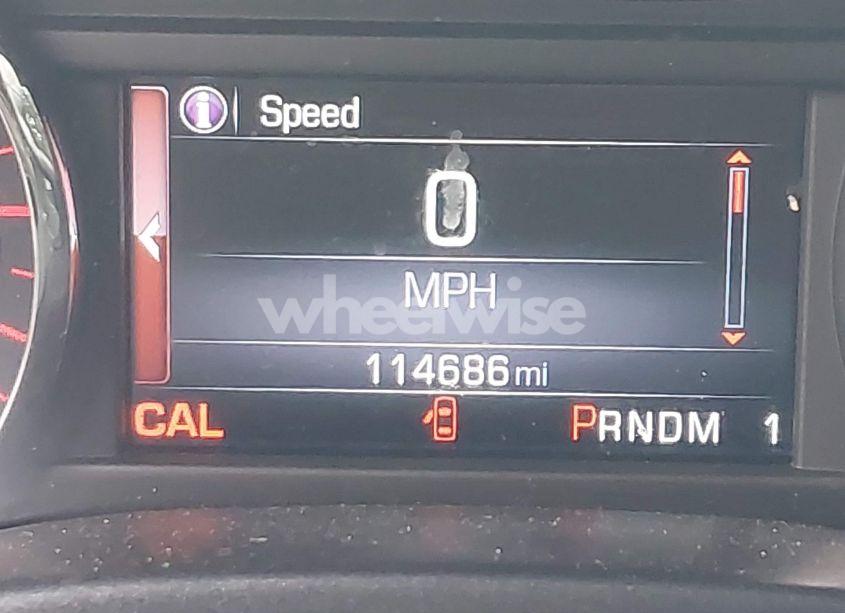 Speed
0
MPH
wheelwise
114686 mi
CAL PRNDM 1